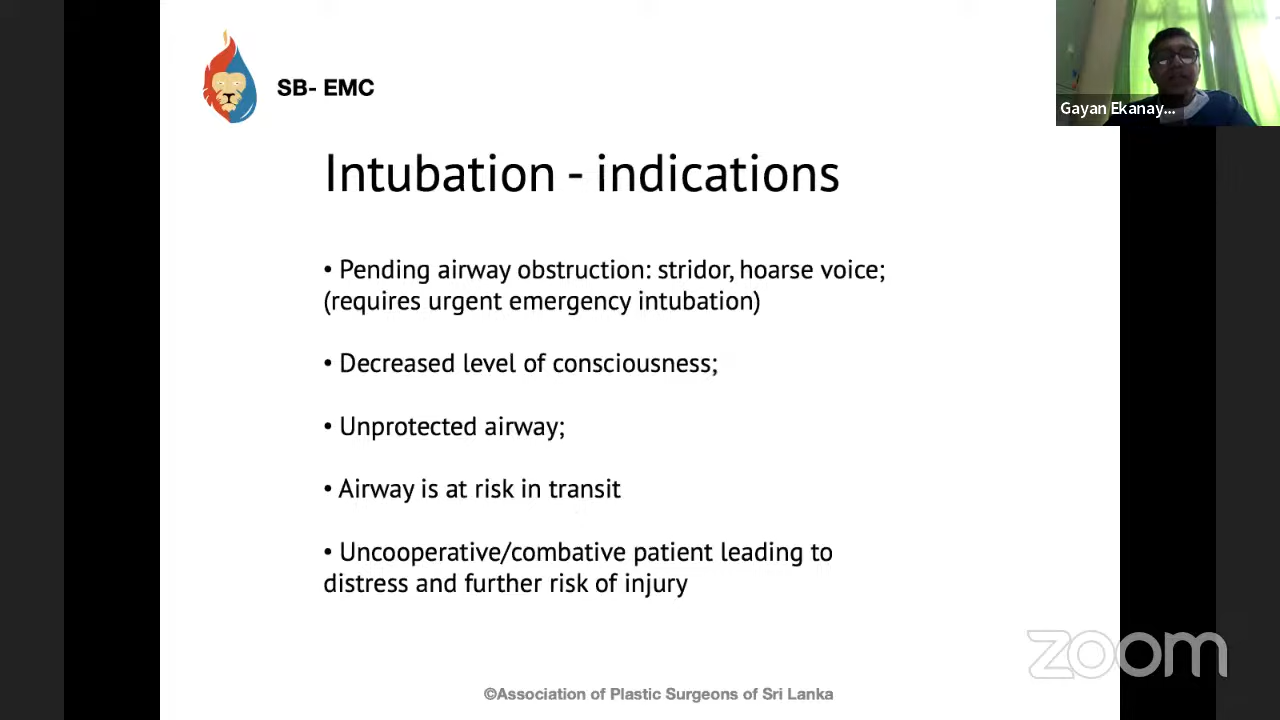 SB- EMC
Gayan Ekanay...
Intubation - indications
• Pending airway obstruction: stridor, hoarse voice;
(requires urgent emergency intubation)
• Decreased level of consciousness;
• Unprotected airway;
• Airway is at risk in transit
• Uncooperative/combative patient leading to
distress and further risk of injury
zoom
©Association of Plastic Surgeons of Sri Lanka